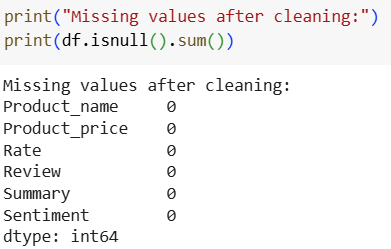 print("Missing values after cleaning:")
print(df.isnull().sum())
Missing values after cleaning:
Product_name     0
Product_price    0
Rate             0
Review           0
Summary          0
Sentiment        0
dtype: int64